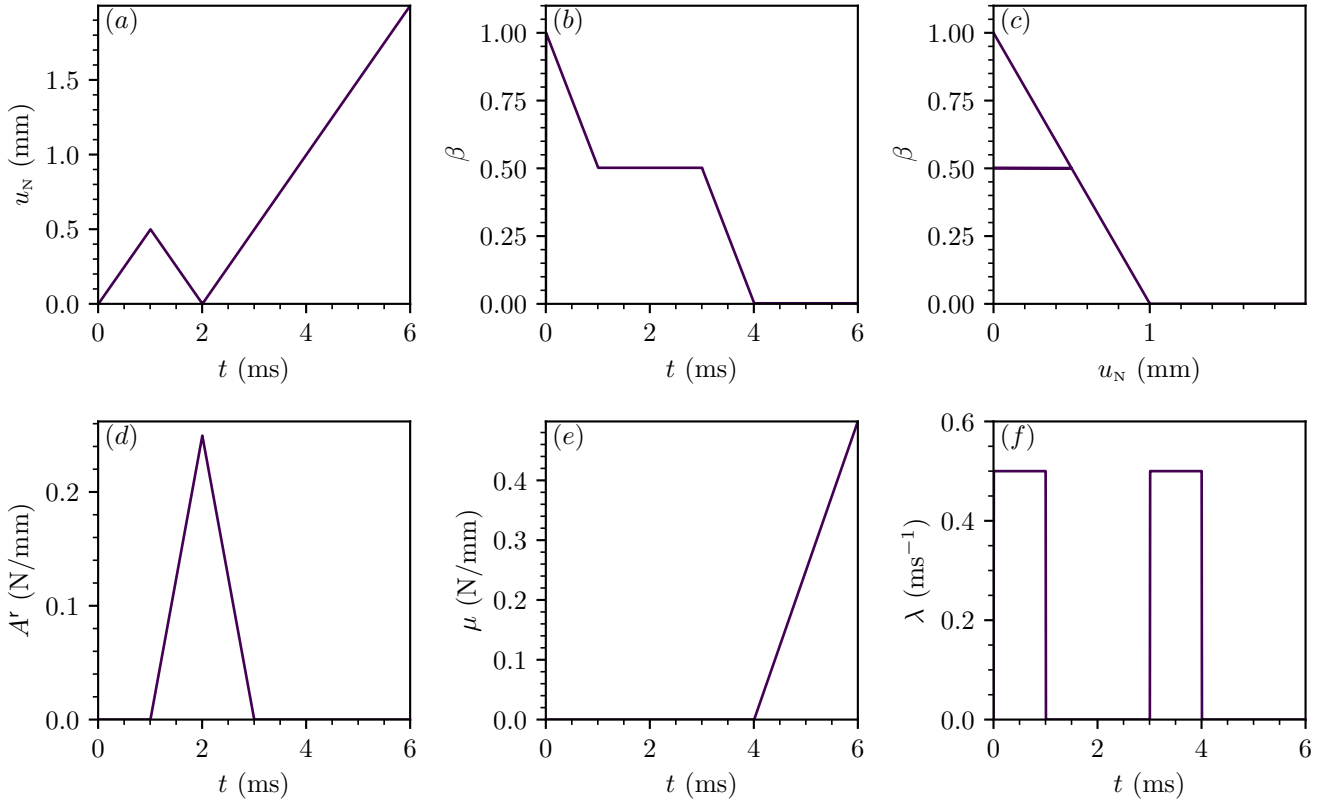 (a)
u_N (mm)
1.5
1.0
0.5
0.0
0 2 4 6
t (ms)
(b)
β
1.00
0.75
0.50
0.25
0.00
0 2 4 6
t (ms)
(c)
β
1.00
0.75
0.50
0.25
0.00
0 1
u_N (mm)
(d)
A^r (N/mm)
0.2
0.1
0.0
0 2 4 6
t (ms)
(e)
μ (N/mm)
0.4
0.3
0.2
0.1
0.0
0 2 4 6
t (ms)
(f)
λ (ms⁻¹)
0.6
0.4
0.2
0.0
0 2 4 6
t (ms)